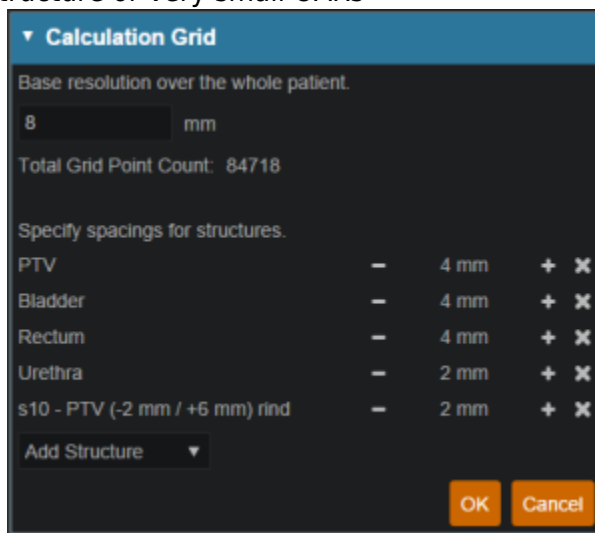 Calculation Grid
Base resolution over the whole patient.
8 mm
Total Grid Point Count: 84718
Specify spacings for structures.
PTV − 4 mm + ✖
Bladder − 4 mm + ✖
Rectum − 4 mm + ✖
Urethra − 2 mm + ✖
s10 - PTV (-2 mm / +6 mm) rind − 2 mm + ✖
Add Structure ▼
OK Cancel